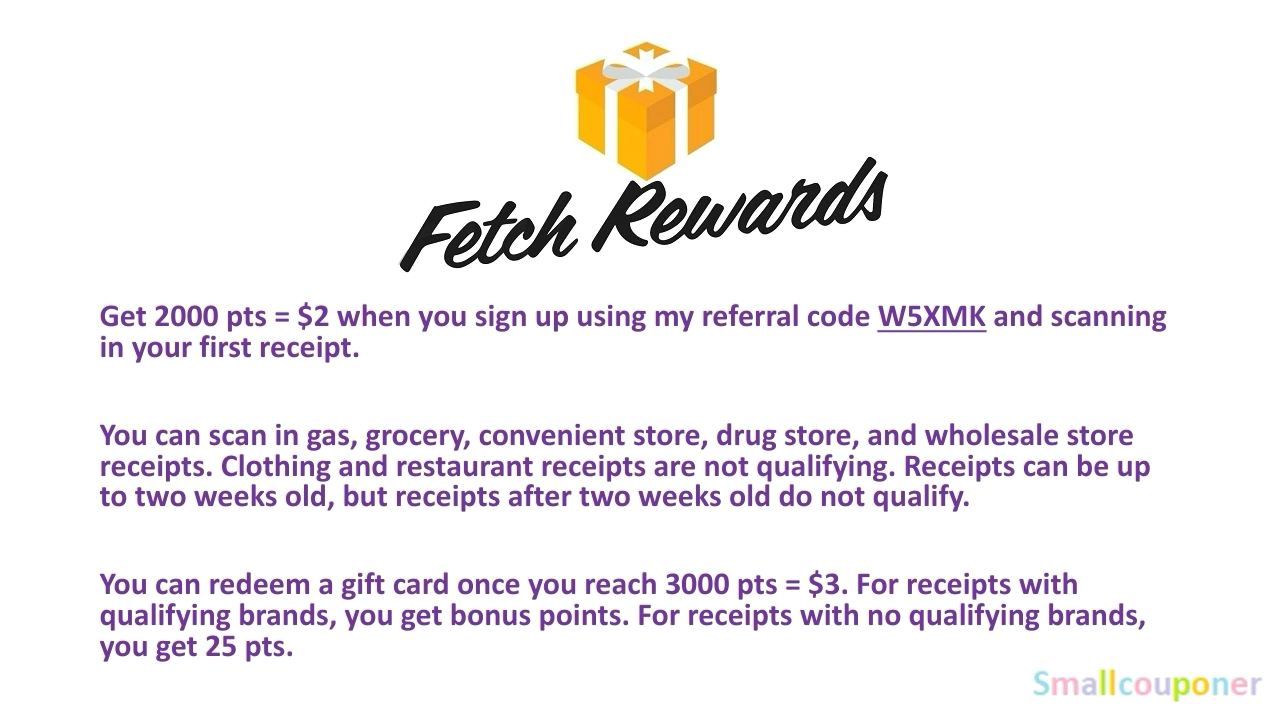 Fetch Rewards
Get 2000 pts = $2 when you sign up using my referral code W5XMK and scanning
in your first receipt.
You can scan in gas, grocery, convenient store, drug store, and wholesale store
receipts. Clothing and restaurant receipts are not qualifying. Receipts can be up
to two weeks old, but receipts after two weeks old do not qualify.
You can redeem a gift card once you reach 3000 pts = $3. For receipts with
qualifying brands, you get bonus points. For receipts with no qualifying brands,
you get 25 pts.
Smallcouponer